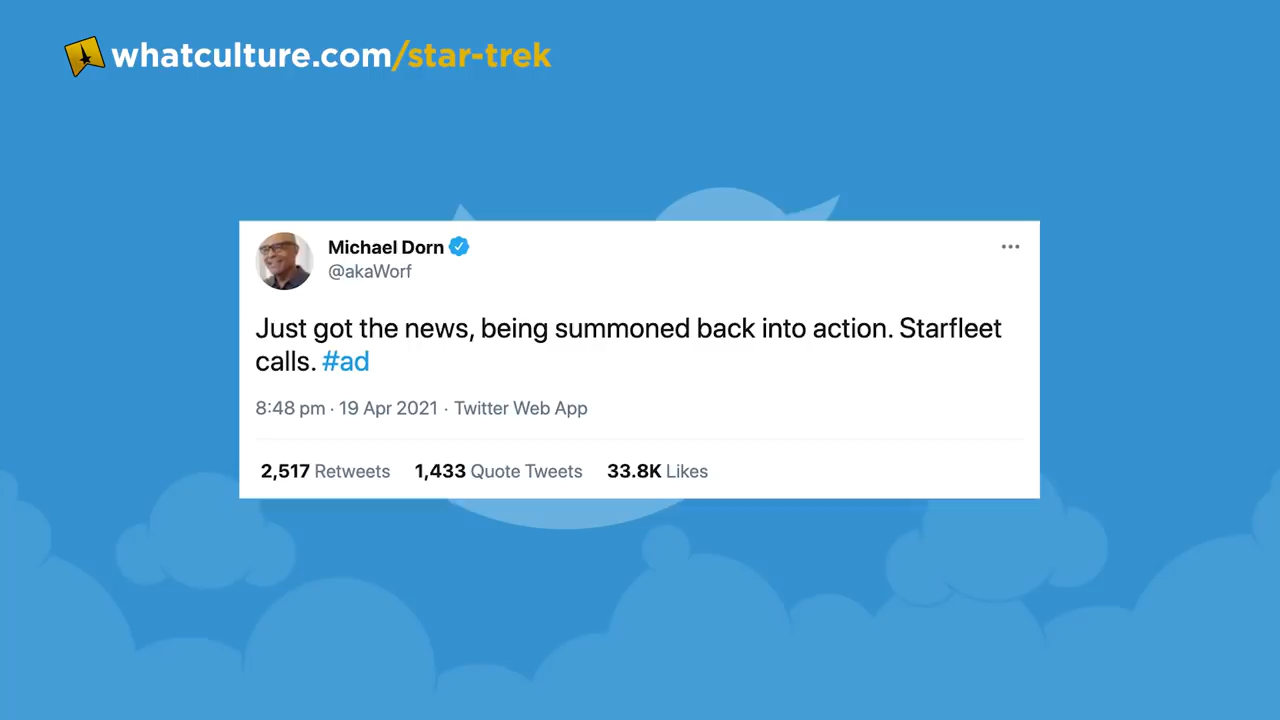 whatculture.com/star-trek
Michael Dorn
@akaWorf
Just got the news, being summoned back into action. Starfleet
calls. #ad
8:48 pm · 19 Apr 2021 · Twitter Web App
2,517 Retweets 1,433 Quote Tweets 33.8K Likes